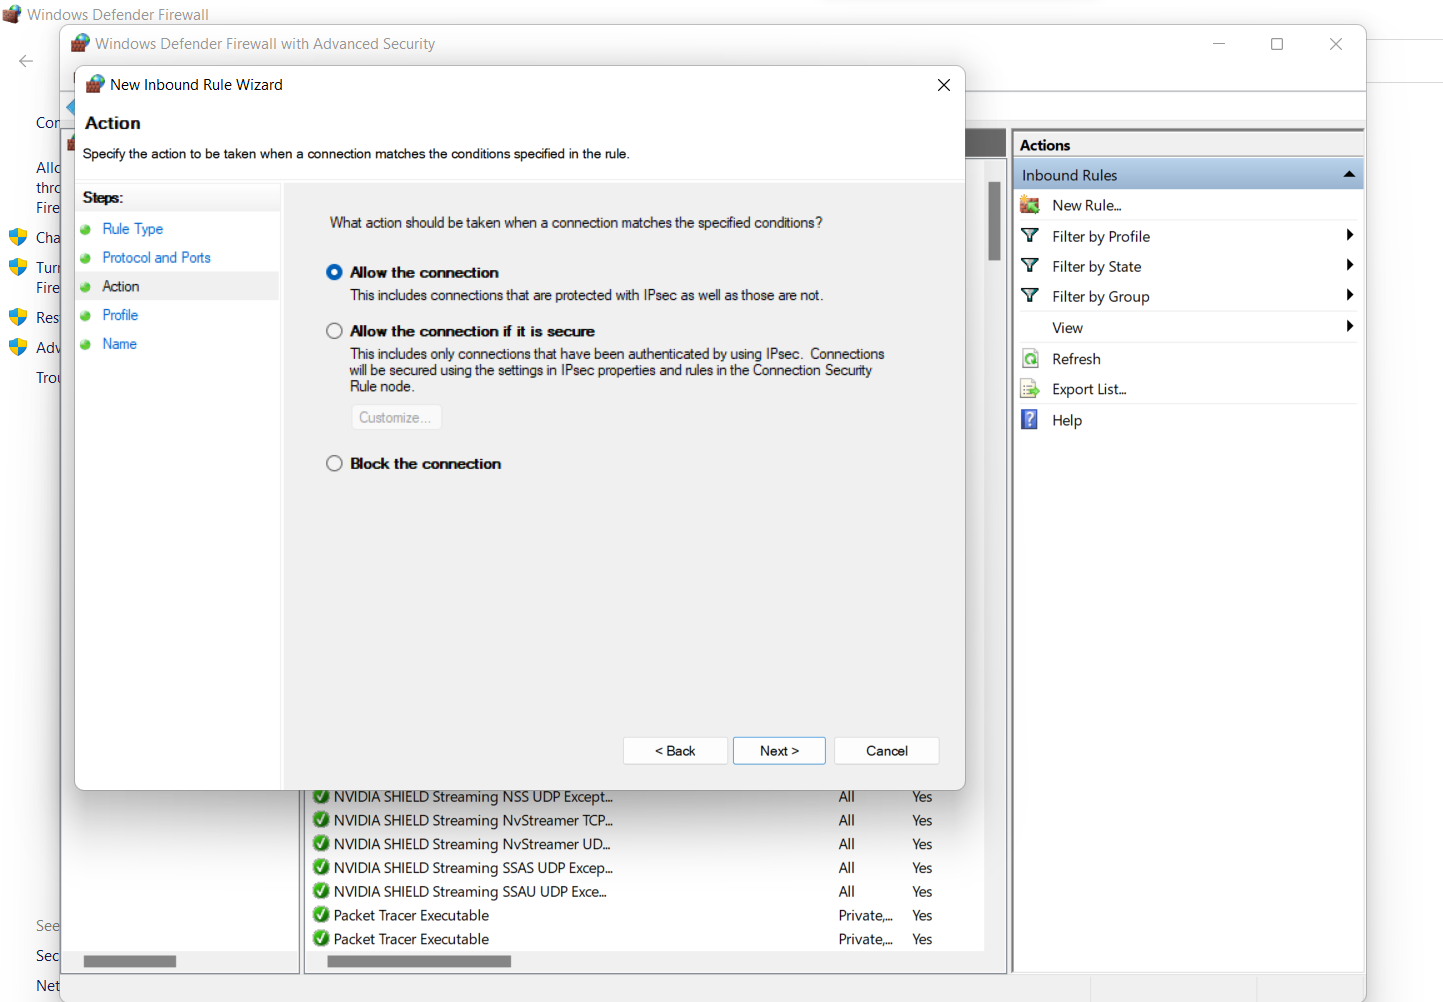 Windows Defender Firewall
Windows Defender Firewall with Advanced Security
New Inbound Rule Wizard
Action
Specify the action to be taken when a connection matches the conditions specified in the rule.
Steps:
Rule Type
Protocol and Ports
Action
Profile
Name
What action should be taken when a connection matches the specified conditions?
Allow the connection
This includes connections that are protected with IPsec as well as those are not.
Allow the connection if it is secure
This includes only connections that have been authenticated by using IPsec. Connections
will be secured using the settings in IPsec properties and rules in the Connection Security
Rule node.
Customize...
Block the connection
< Back
Next >
Cancel
NVIDIA SHIELD Streaming NSS UDP Except... All Yes
NVIDIA SHIELD Streaming NvStreamer TCP... All Yes
NVIDIA SHIELD Streaming NvStreamer UD... All Yes
NVIDIA SHIELD Streaming SSAS UDP Excep... All Yes
NVIDIA SHIELD Streaming SSAU UDP Exce... All Yes
Packet Tracer Executable Private,... Yes
Packet Tracer Executable Private,... Yes
Actions
Inbound Rules
New Rule...
Filter by Profile
Filter by State
Filter by Group
View
Refresh
Export List...
Help
Allo
thro
Fire
Cha
Turn
Fire
Res
Adv
Trou
See
Sec
Net